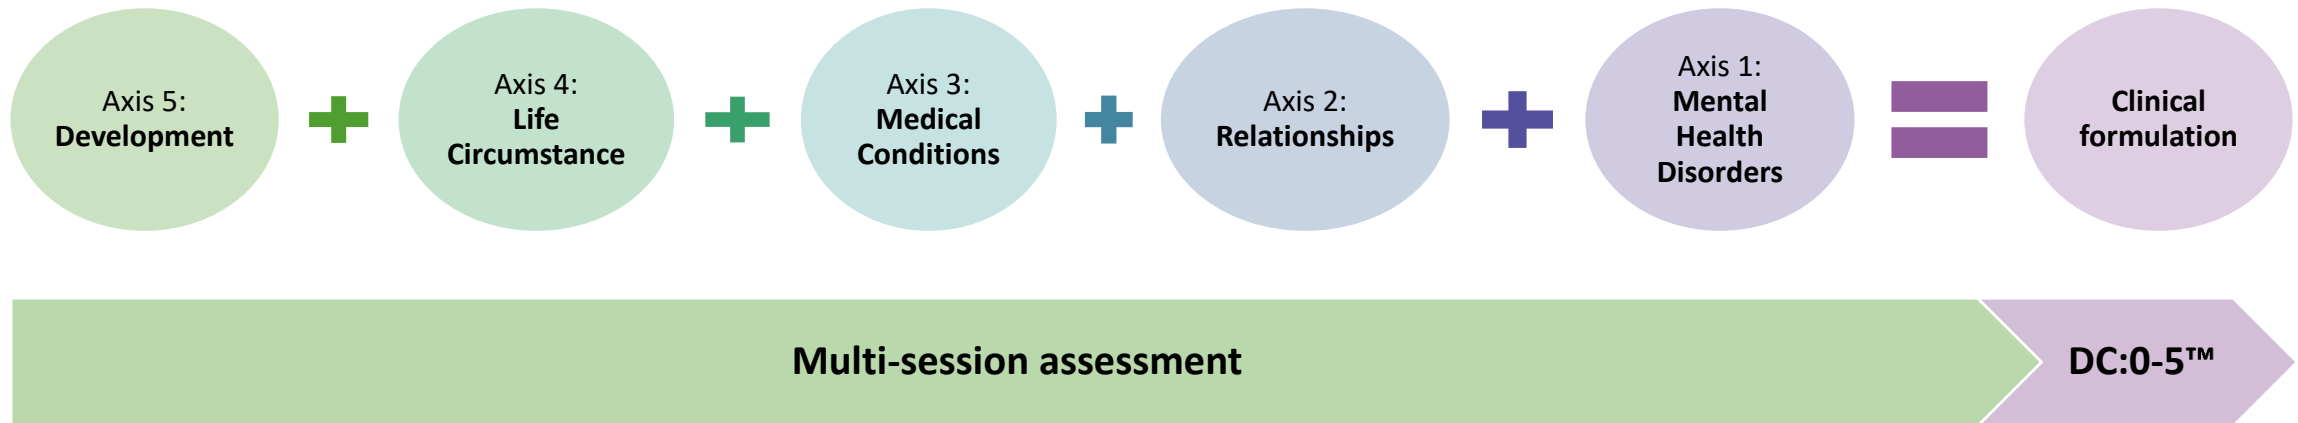 Axis 5:
Development
Axis 4:
Life
Circumstance
Axis 3:
Medical
Conditions
Axis 2:
Relationships
Axis 1:
Mental
Health
Disorders
Clinical
formulation
Multi-session assessment
DC:0-5™